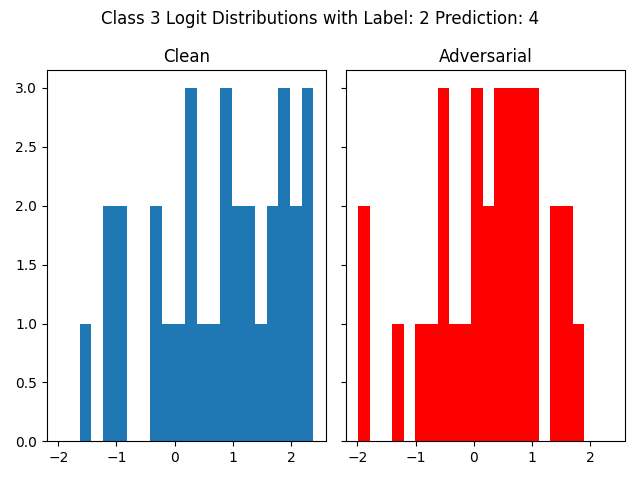 Class 3 Logit Distributions with Label: 2 Prediction: 4
Clean
Adversarial
3.0
2.5
2.0
1.5
1.0
0.5
0.0
−2 −1 0 1 2
−2 −1 0 1 2